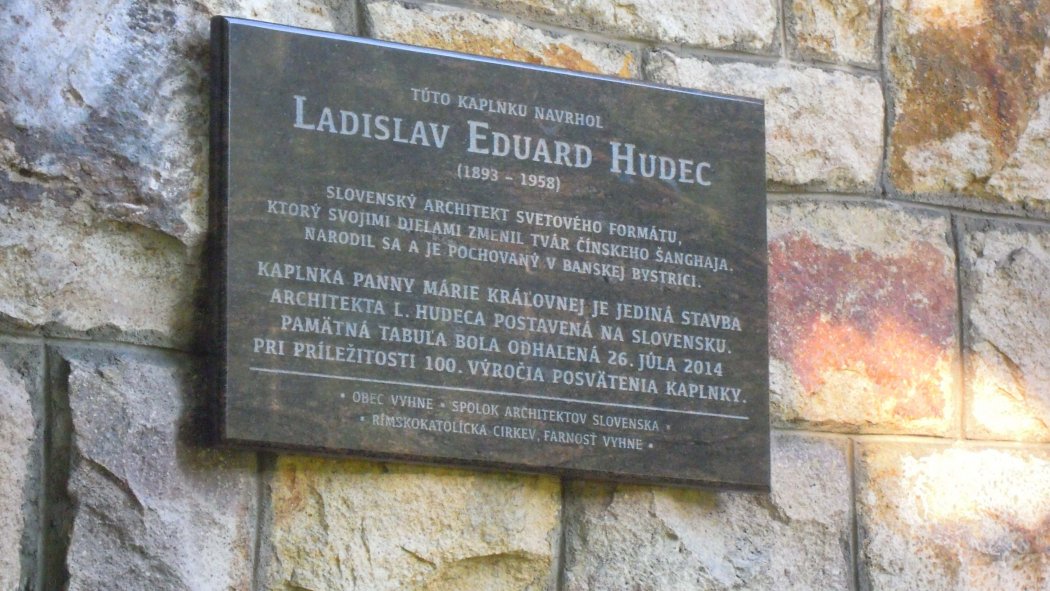 TÚTO KAPLNKU NAVRHOL
LADISLAV EDUARD HUDEC
(1893 – 1958)
SLOVENSKÝ ARCHITEKT SVETOVÉHO FORMÁTU,
KTORÝ SVOJIMI DIELAMI ZMENIL TVÁR ČÍNSKEHO ŠANGHAJA.
NARODIL SA A JE POCHOVANÝ V BANSKEJ BYSTRICI.
KAPLNKA PANNY MÁRIE KRÁĽOVNEJ JE JEDINÁ STAVBA
ARCHITEKTA L. HUDECA POSTAVENÁ NA SLOVENSKU.
PAMÄTNÁ TABUĽA BOLA ODHALENÁ 26. JÚLA 2014
PRI PRÍLEŽITOSTI 100. VÝROČIA POSVÄTENIA KAPLNKY.
• OBEC VYHNE • SPOLOK ARCHITEKTOV SLOVENSKA •
• RÍMSKOKATOLÍCKA CIRKEV, FARNOSŤ VYHNE •